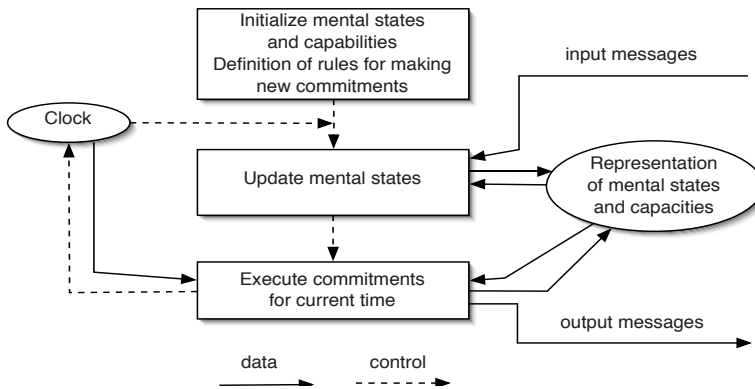 Initialize mental states
and capabilities
Definition of rules for making
new commitments
input messages
Clock
Update mental states
Representation
of mental states
and capacities
Execute commitments
for current time
output messages
data
control